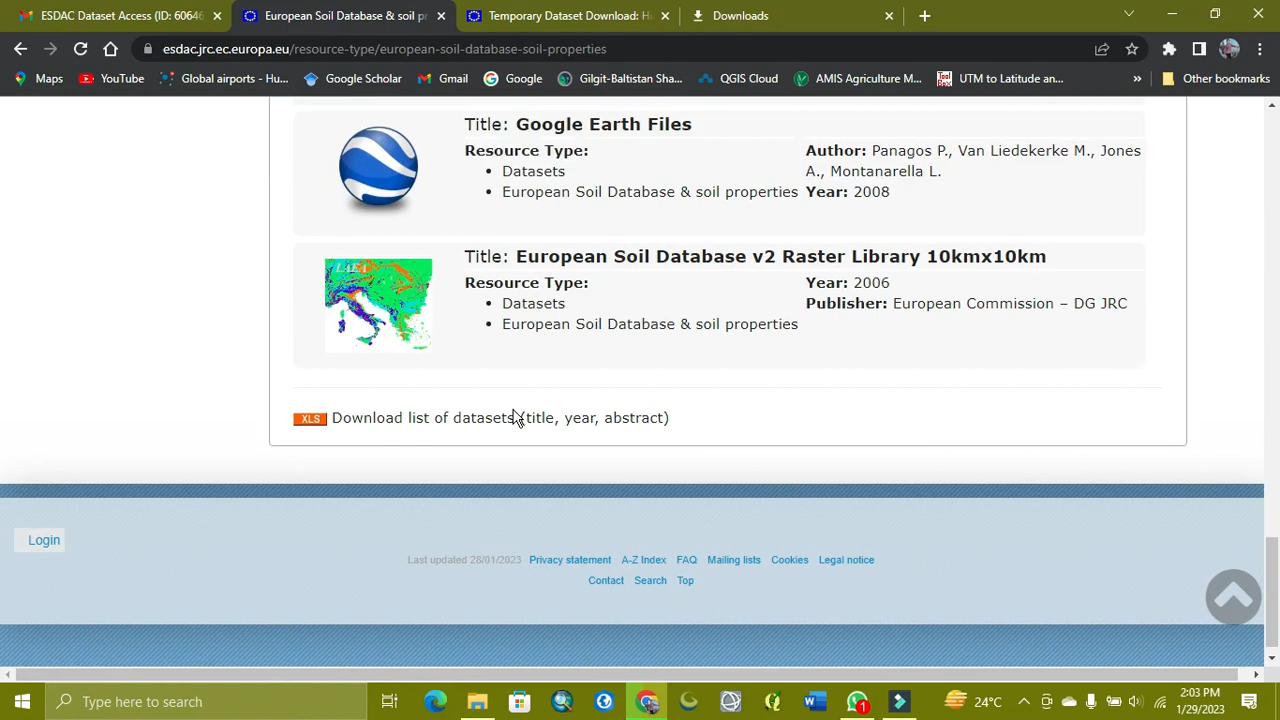 ESDAC Dataset Access (ID: 60646
European Soil Database & soil pr
Temporary Dataset Download: H
Downloads
esdac.jrc.ec.europa.eu/resource-type/european-soil-database-soil-properties
Maps
YouTube
Global airports - Hu...
Google Scholar
Gmail
Google
Gilgit-Baltistan Sha...
QGIS Cloud
AMIS Agriculture M...
UTM to Latitude an...
»
Other bookmarks
Title: Google Earth Files
Resource Type:
• Datasets
• European Soil Database & soil properties
Author: Panagos P., Van Liedekerke M., Jones
A., Montanarella L.
Year: 2008
Title: European Soil Database v2 Raster Library 10kmx10km
Resource Type:
• Datasets
• European Soil Database & soil properties
Year: 2006
Publisher: European Commission – DG JRC
XLS Download list of datasets (title, year, abstract)
Login
Last updated 28/01/2023 Privacy statement A-Z Index FAQ Mailing lists Cookies Legal notice
Contact Search Top
Type here to search
1
24°C
2:03 PM
1/29/2023